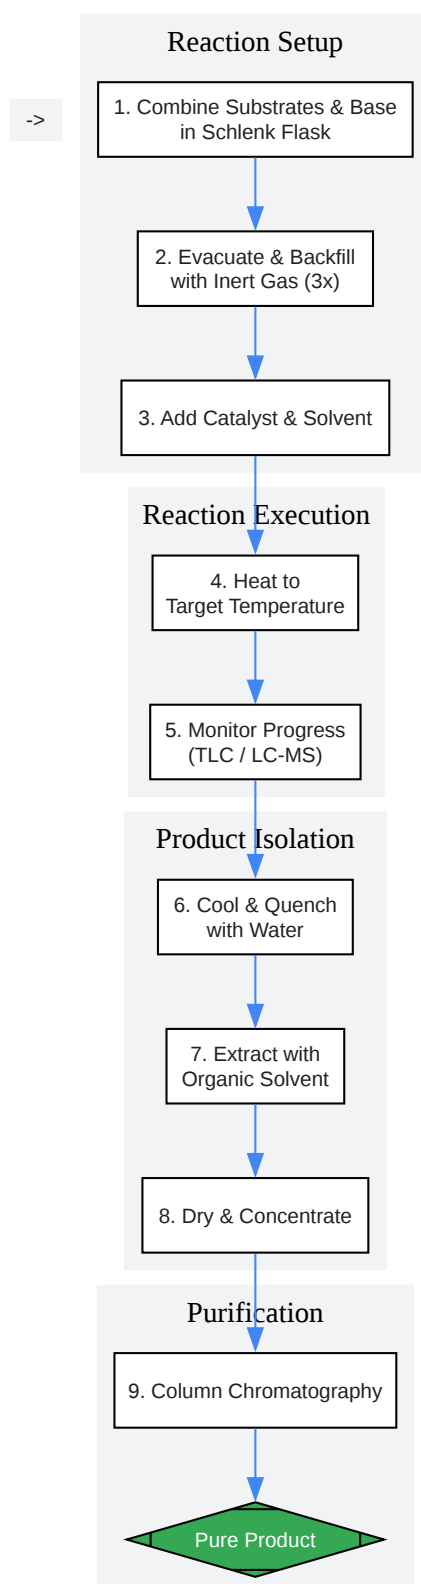 Reaction Setup
->
1. Combine Substrates & Base
in Schlenk Flask
2. Evacuate & Backfill
with Inert Gas (3x)
3. Add Catalyst & Solvent
Reaction Execution
4. Heat to
Target Temperature
5. Monitor Progress
(TLC / LC-MS)
Product Isolation
6. Cool & Quench
with Water
7. Extract with
Organic Solvent
8. Dry & Concentrate
Purification
9. Column Chromatography
Pure Product